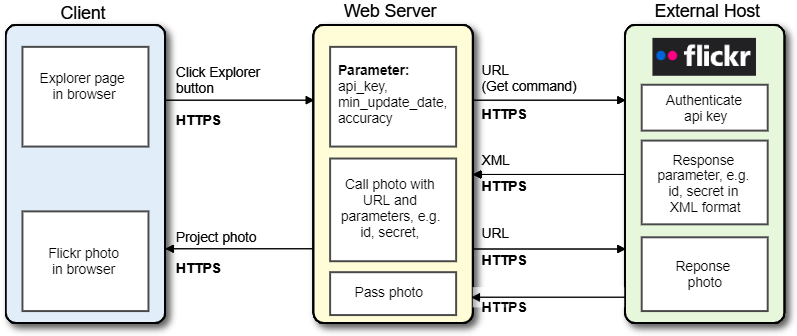 Client
Web Server
External Host
Explorer page
in browser
Click Explorer
button
HTTPS
Parameter:
api_key,
min_update_date,
accuracy
URL
(Get command)
HTTPS
flickr
Authenticate
api key
XML
HTTPS
Response
parameter, e.g.
id, secret in
XML format
Call photo with
URL and
parameters, e.g.
id, secret,
Flickr photo
in browser
Project photo
HTTPS
URL
HTTPS
Reponse
photo
Pass photo
HTTPS